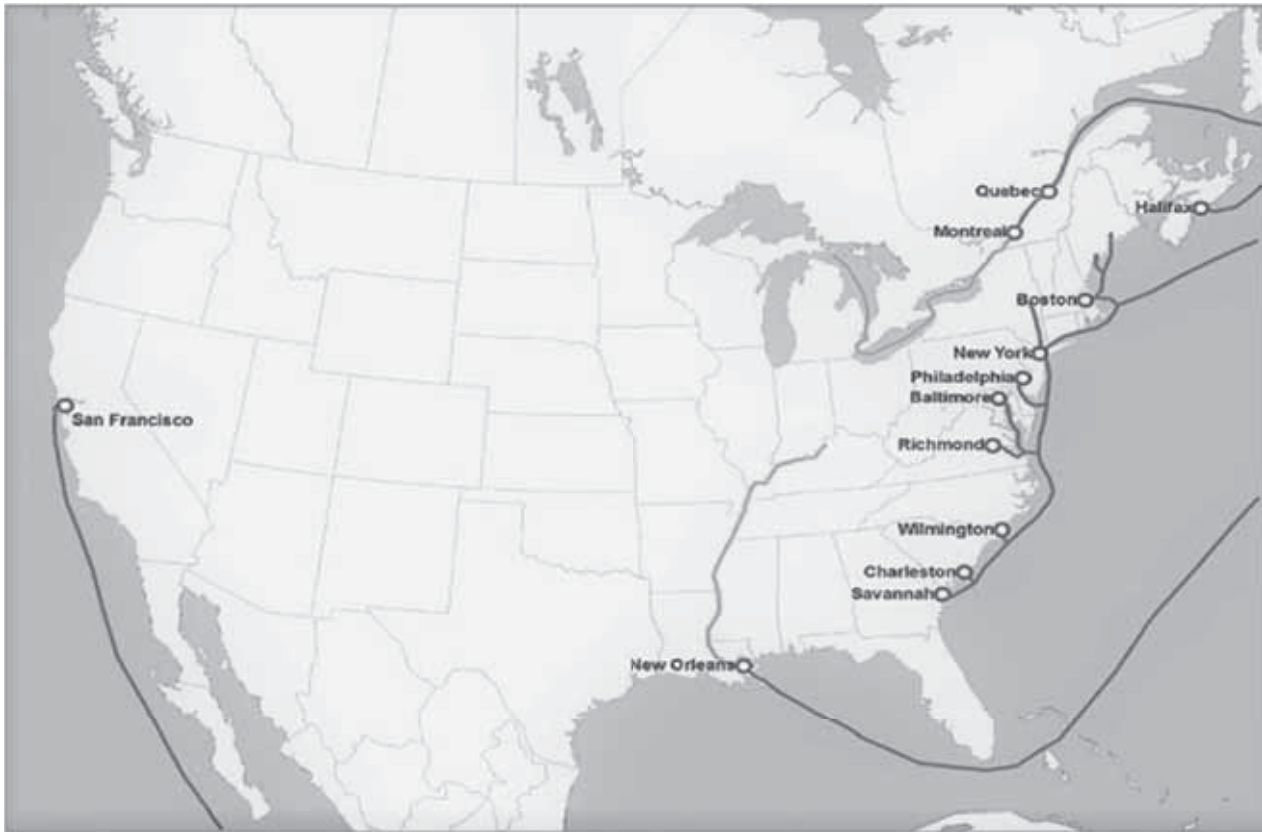 Quebec
Halifax
Montreal
Boston
New York
Philadelphia
Baltimore
San Francisco
Richmond
Wilmington
Charleston
Savannah
New Orleans